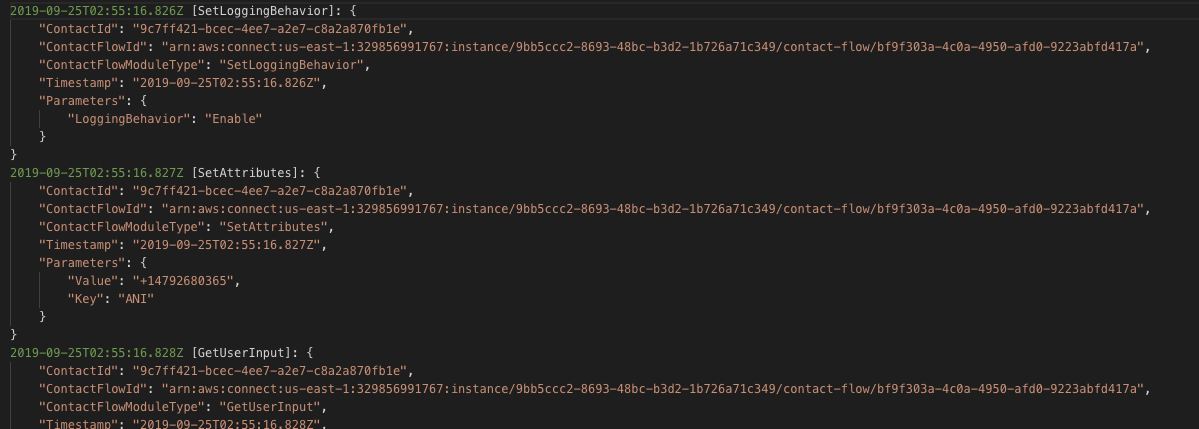 2019-09-25T02:55:16.826Z [SetLoggingBehavior]: {
"ContactId": "9c7ff421-bcec-4ee7-a2e7-c8a2a870fb1e",
"ContactFlowId": "arn:aws:connect:us-east-1:329856991767:instance/9bb5ccc2-8693-48bc-b3d2-1b726a71c349/contact-flow/bf9f303a-4c0a-4950-afd0-9223abfd417a",
"ContactFlowModuleType": "SetLoggingBehavior",
"Timestamp": "2019-09-25T02:55:16.826Z",
"Parameters": {
"LoggingBehavior": "Enable"
}
}
2019-09-25T02:55:16.827Z [SetAttributes]: {
"ContactId": "9c7ff421-bcec-4ee7-a2e7-c8a2a870fb1e",
"ContactFlowId": "arn:aws:connect:us-east-1:329856991767:instance/9bb5ccc2-8693-48bc-b3d2-1b726a71c349/contact-flow/bf9f303a-4c0a-4950-afd0-9223abfd417a",
"ContactFlowModuleType": "SetAttributes",
"Timestamp": "2019-09-25T02:55:16.827Z",
"Parameters": {
"Value": "+14792680365",
"Key": "ANI"
}
}
2019-09-25T02:55:16.828Z [GetUserInput]: {
"ContactId": "9c7ff421-bcec-4ee7-a2e7-c8a2a870fb1e",
"ContactFlowId": "arn:aws:connect:us-east-1:329856991767:instance/9bb5ccc2-8693-48bc-b3d2-1b726a71c349/contact-flow/bf9f303a-4c0a-4950-afd0-9223abfd417a",
"ContactFlowModuleType": "GetUserInput",
"Timestamp": "2019-09-25T02:55:16.828Z",